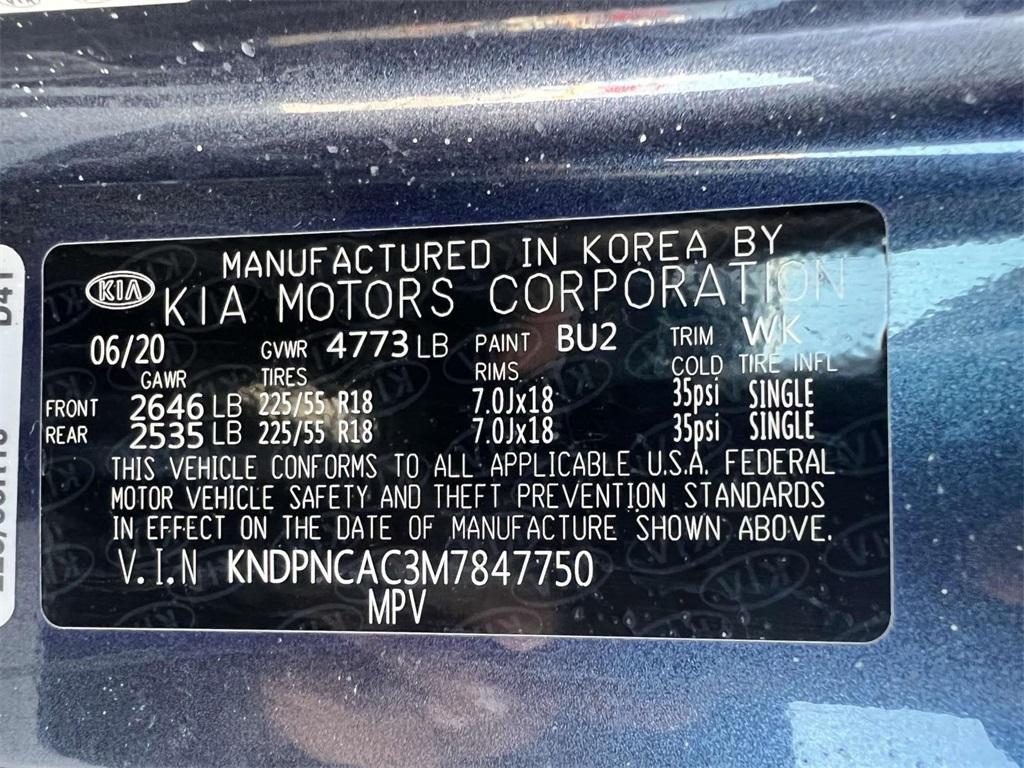 MANUFACTURED IN KOREA BY
KIA
KIA MOTORS CORPORATION
06/20 GVWR 4773 LB PAINT BU2 TRIM WK
GAWR TIRES RIMS COLD TIRE INFL
FRONT 2646 LB 225/55 R18 7.0Jx18 35psi SINGLE
REAR 2535 LB 225/55 R18 7.0Jx18 35psi SINGLE
THIS VEHICLE CONFORMS TO ALL APPLICABLE U.S.A. FEDERAL
MOTOR VEHICLE SAFETY AND THEFT PREVENTION STANDARDS
IN EFFECT ON THE DATE OF MANUFACTURE SHOWN ABOVE.
V.I.N KNDPNCAC3M7847750
MPV